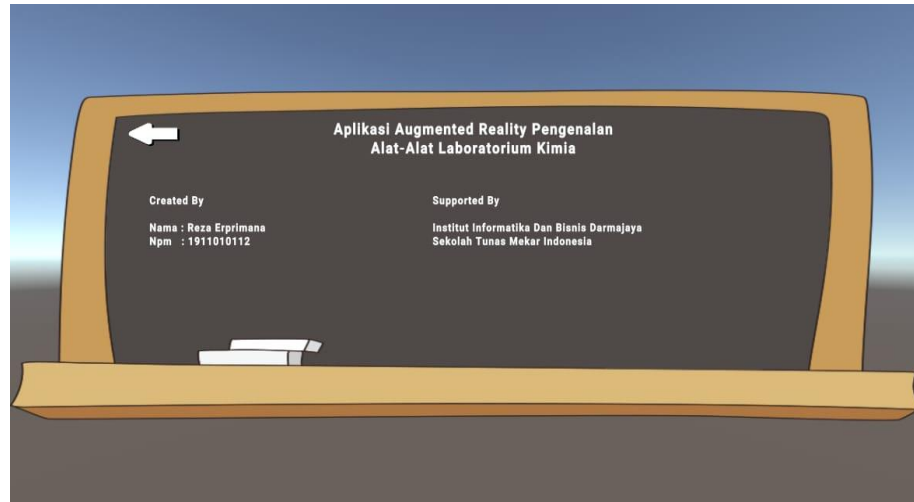 Aplikasi Augmented Reality Pengenalan
Alat-Alat Laboratorium Kimia
Created By
Nama : Reza Erprimana
Npm : 1911010112
Supported By
Institut Informatika Dan Bisnis Darmajaya
Sekolah Tunas Mekar Indonesia